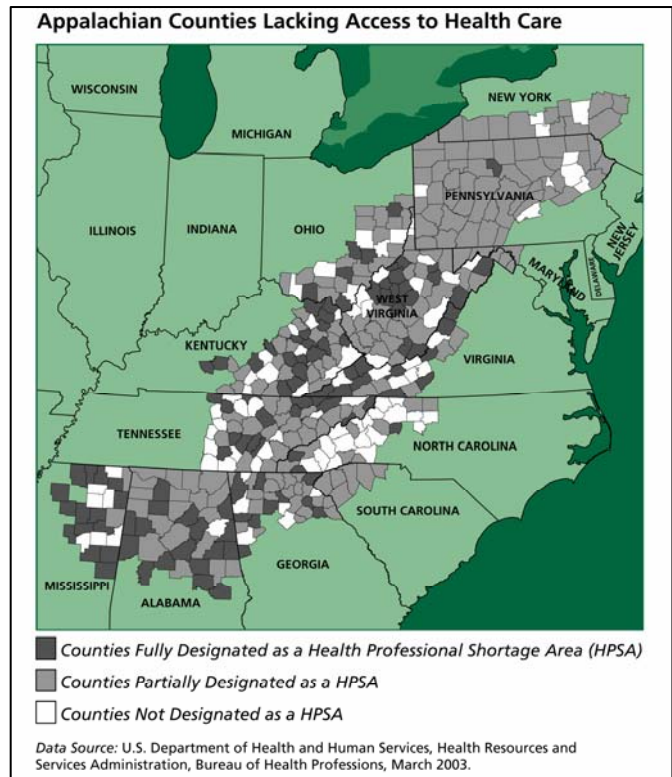 Appalachian Counties Lacking Access to Health Care
WISCONSIN
NEW YORK
MICHIGAN
PENNSYLVANIA
ILLINOIS
INDIANA
OHIO
NEW
JERSEY
MARYLAND
DELAWARE
WEST
VIRGINIA
KENTUCKY
VIRGINIA
TENNESSEE
NORTH CAROLINA
SOUTH CAROLINA
GEORGIA
MISSISSIPPI
ALABAMA
Counties Fully Designated as a Health Professional Shortage Area (HPSA)
Counties Partially Designated as a HPSA
Counties Not Designated as a HPSA
Data Source: U.S. Department of Health and Human Services, Health Resources and
Services Administration, Bureau of Health Professions, March 2003.